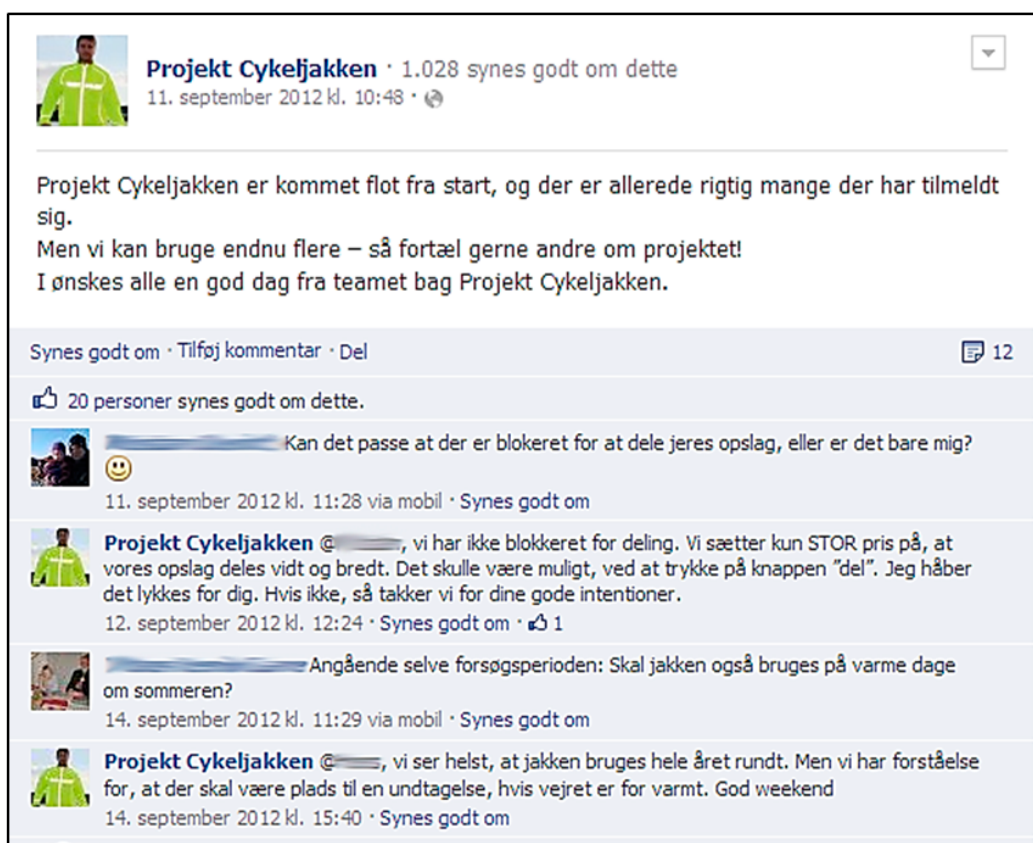 Projekt Cykeljakken · 1.028 synes godt om dette
11. september 2012 kl. 10:48 ·
Projekt Cykeljakken er kommet flot fra start, og der er allerede rigtig mange der har tilmeldt
sig.
Men vi kan bruge endnu flere – så fortæl gerne andre om projektet!
I ønskes alle en god dag fra teamet bag Projekt Cykeljakken.
Synes godt om · Tilføj kommentar · Del 12
20 personer synes godt om dette.
Kan det passe at der er blokeret for at dele jeres opslag, eller er det bare mig?
11. september 2012 kl. 11:28 via mobil · Synes godt om
Projekt Cykeljakken @, vi har ikke blokkeret for deling. Vi sætter kun STOR pris på, at
vores opslag deles vidt og bredt. Det skulle være muligt, ved at trykke på knappen ”del”. Jeg håber
det lykkes for dig. Hvis ikke, så takker vi for dine gode intentioner.
12. september 2012 kl. 12:24 · Synes godt om · 1
Angående selve forsøgsperioden: Skal jakken også bruges på varme dage
om sommeren?
14. september 2012 kl. 11:29 via mobil · Synes godt om
Projekt Cykeljakken @, vi ser helst, at jakken bruges hele året rundt. Men vi har forståelse
for, at der skal være plads til en undtagelse, hvis vejret er for varmt. God weekend
14. september 2012 kl. 15:40 · Synes godt om